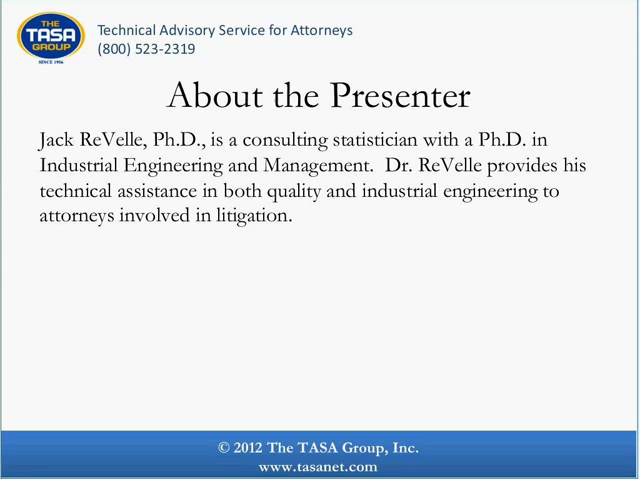 THE
TASA
GROUP
SINCE 1956
Technical Advisory Service for Attorneys
(800) 523-2319
About the Presenter
Jack ReVelle, Ph.D., is a consulting statistician with a Ph.D. in
Industrial Engineering and Management.  Dr. ReVelle provides his
technical assistance in both quality and industrial engineering to
attorneys involved in litigation.
© 2012 The TASA Group, Inc.
www.tasanet.com